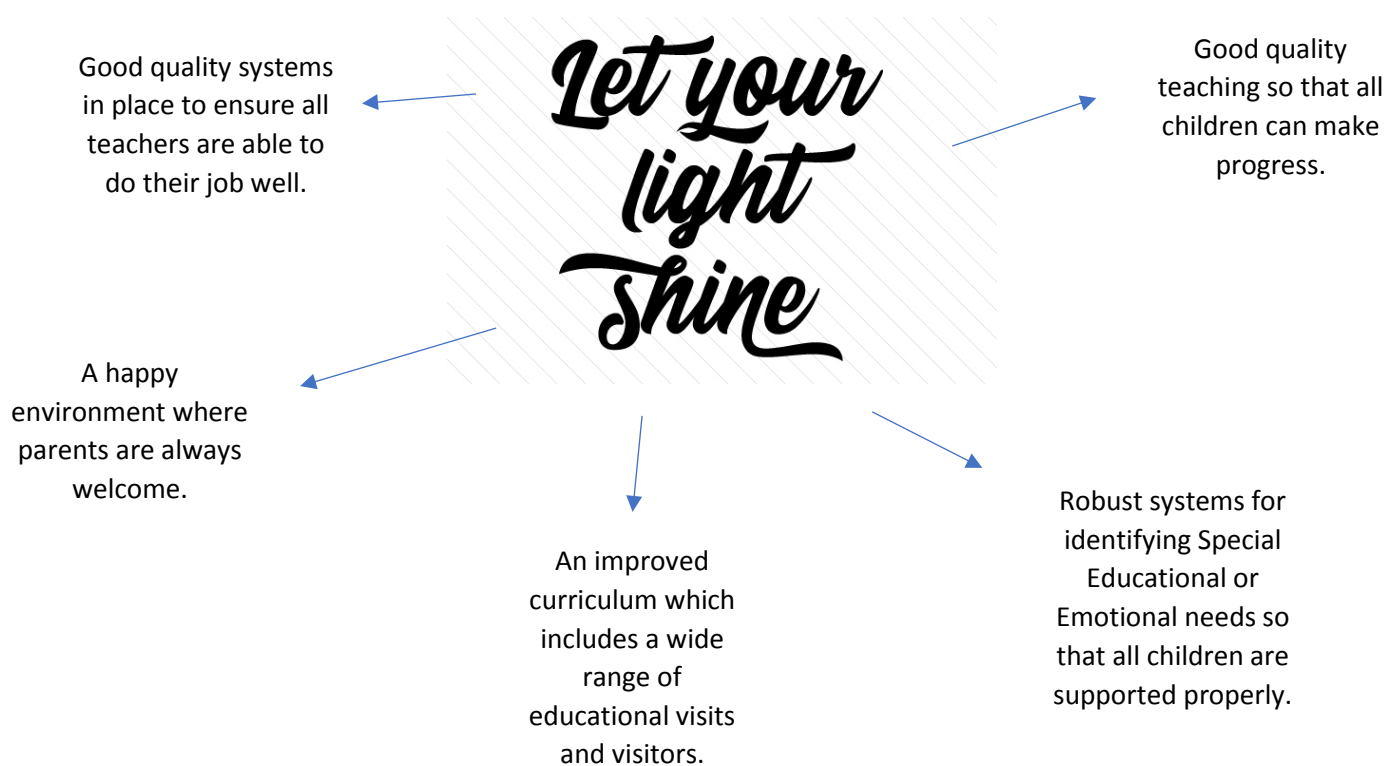 Let your
light
shine
Good quality systems
in place to ensure all
teachers are able to
do their job well.
Good quality
teaching so that all
children can make
progress.
A happy
environment where
parents are always
welcome.
An improved
curriculum which
includes a wide
range of
educational visits
and visitors.
Robust systems for
identifying Special
Educational or
Emotional needs so
that all children are
supported properly.